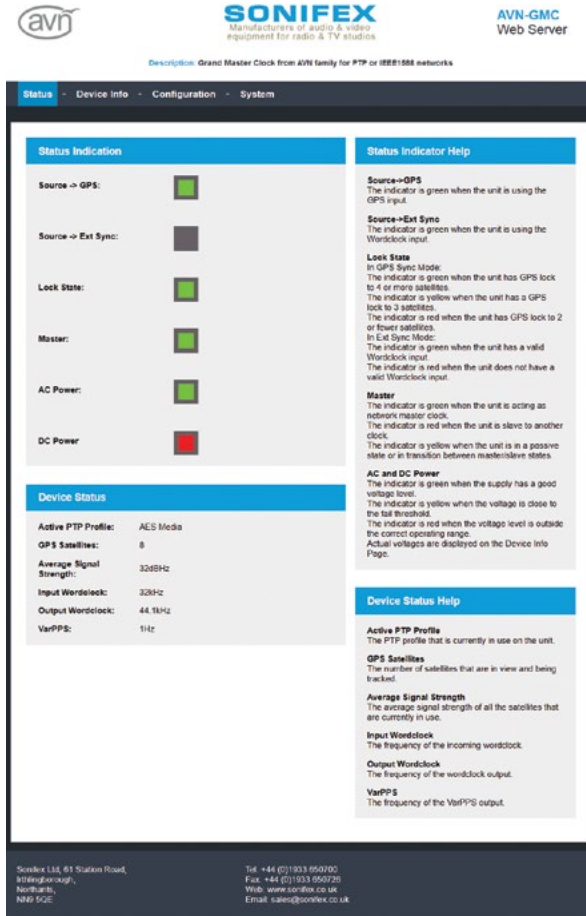 avn
SONIFEX
Manufacturers of audio & video
equipment for radio & TV studios
AVN-GMC
Web Server
Description: Grand Master Clock from AVN family for PTP or IEEE1588 networks
Status - Device Info - Configuration - System
Status Indication
Source -> GPS:
Source -> Ext Sync:
Lock State:
Master:
AC Power:
DC Power
Device Status
Active PTP Profile: AES Media
GPS Satellites: 8
Average Signal
Strength: 32dBHz
Input Wordclock: 32kHz
Output Wordclock: 44.1kHz
VarPPS: 1Hz
Status Indicator Help
Source->GPS
The indicator is green when the unit is using the
GPS input.
Source->Ext Sync
The indicator is green when the unit is using the
Wordclock input.
Lock State
In GPS Sync Mode:
The indicator is green when the unit has GPS lock
to 4 or more satellites.
The indicator is yellow when the unit has a GPS
lock to 3 satellites.
The indicator is red when the unit has GPS lock to 2
or fewer satellites.
In Ext Sync Mode:
The indicator is green when the unit has a valid
Wordclock input.
The indicator is red when the unit does not have a
valid Wordclock input.
Master
The indicator is green when the unit is acting as
network master clock.
The indicator is red when the unit is slave to another
clock.
The indicator is yellow when the unit is in a passive
state or in transition between master/slave states.
AC and DC Power
The indicator is green when the supply has a good
voltage level.
The indicator is yellow when the voltage is close to
the fail threshold.
The indicator is red when the voltage level is outside
the correct operating range.
Actual voltages are displayed on the Device Info
Page.
Device Status Help
Active PTP Profile
The PTP profile that is currently in use on the unit.
GPS Satellites
The number of satellites that are in view and being
tracked.
Average Signal Strength
The average signal strength of all the satellites that
are currently in use.
Input Wordclock
The frequency of the incoming wordclock.
Output Wordclock
The frequency of the wordclock output.
VarPPS
The frequency of the VarPPS output.
Sonifex Ltd, 61 Station Road,
Irthlingborough,
Northants,
NN9 5QE
Tel: +44 (0)1933 650700
Fax: +44 (0)1933 650726
Web: www.sonifex.co.uk
Email: sales@sonifex.co.uk